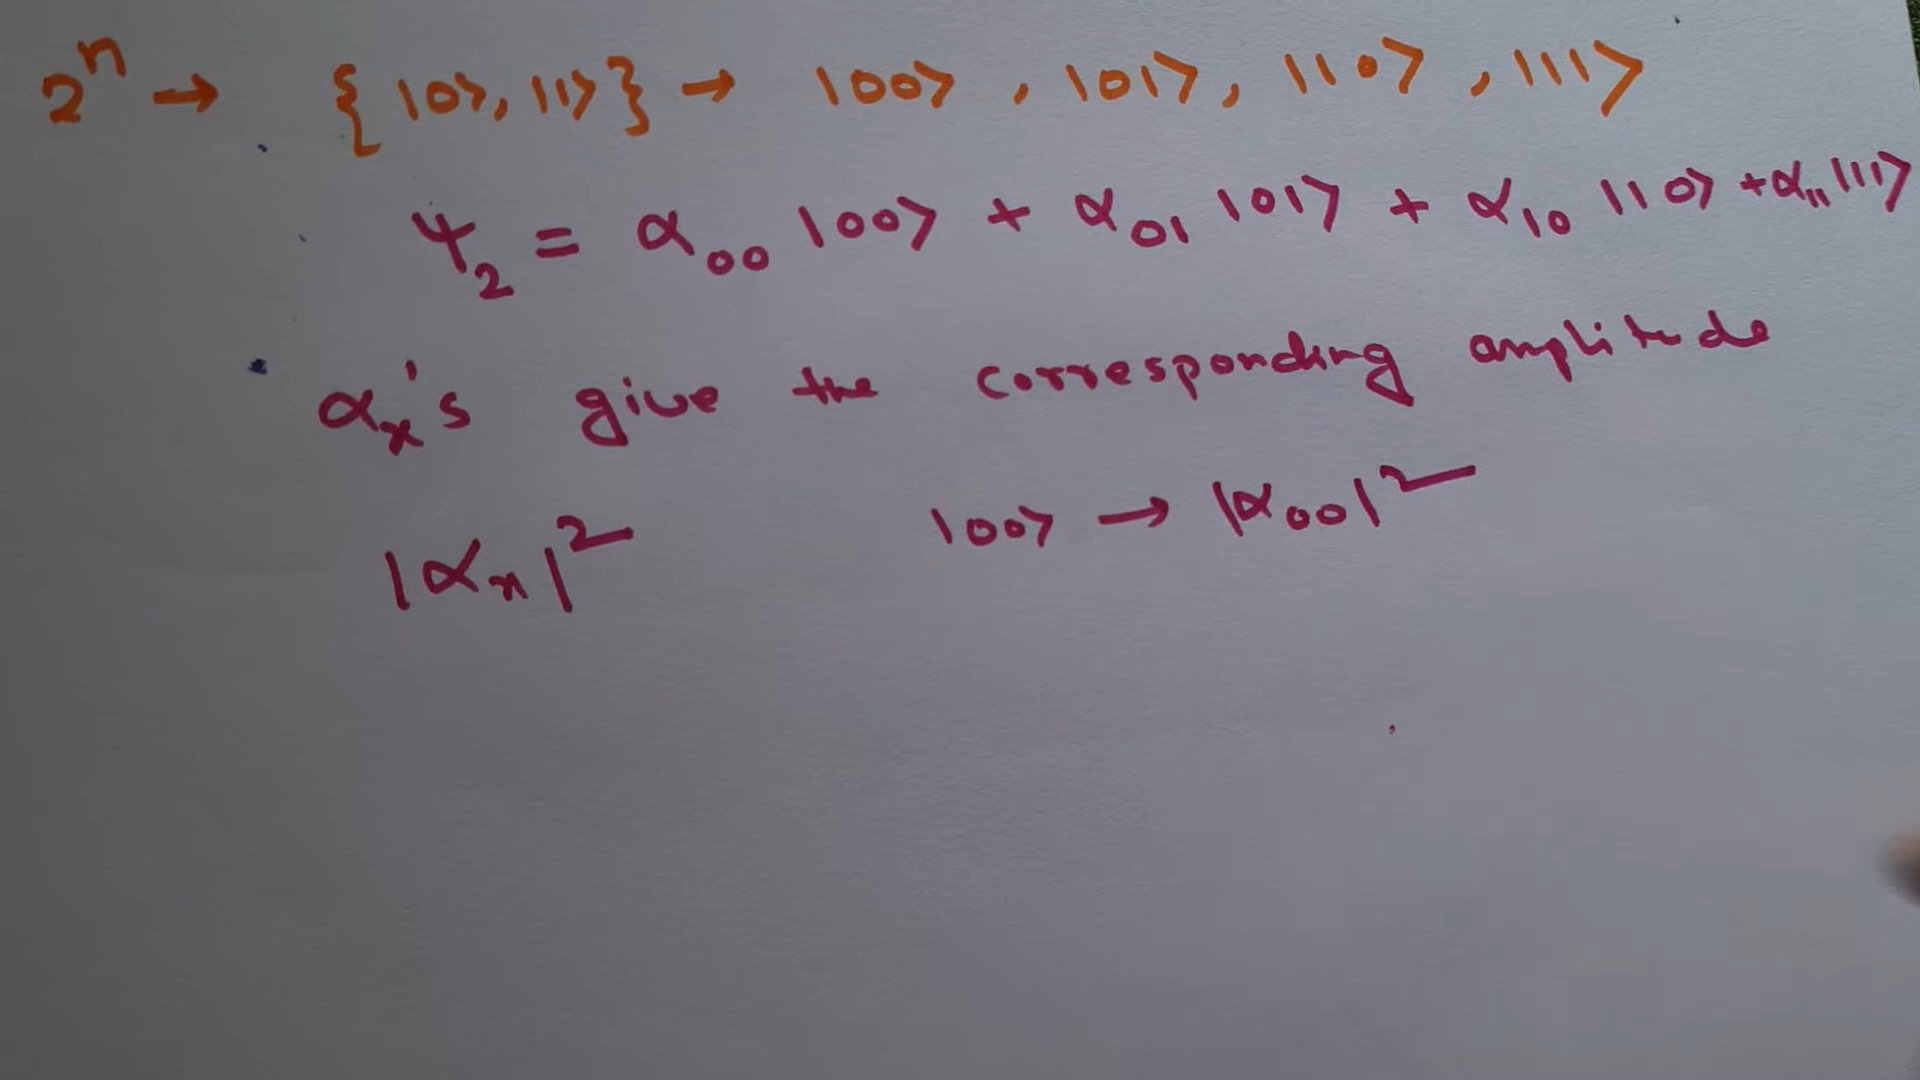 2ⁿ → {|0⟩, |1⟩} → |00⟩, |01⟩, |10⟩, |11⟩
Ψ₂ = α₀₀ |00⟩ + α₀₁ |01⟩ + α₁₀ |10⟩ + α₁₁ |11⟩
αₓ's give the corresponding amplitude
|αₓ|² |00⟩ → |α₀₀|²